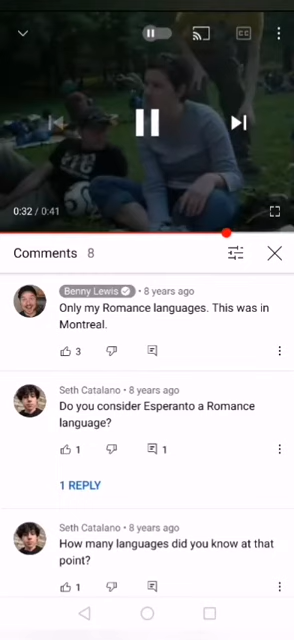 CC
0:32 / 0:41
Comments 8
Benny Lewis • 8 years ago
Only my Romance languages. This was in
Montreal.
3
Seth Catalano • 8 years ago
Do you consider Esperanto a Romance
language?
1 1
1 REPLY
Seth Catalano • 8 years ago
How many languages did you know at that
point?
1